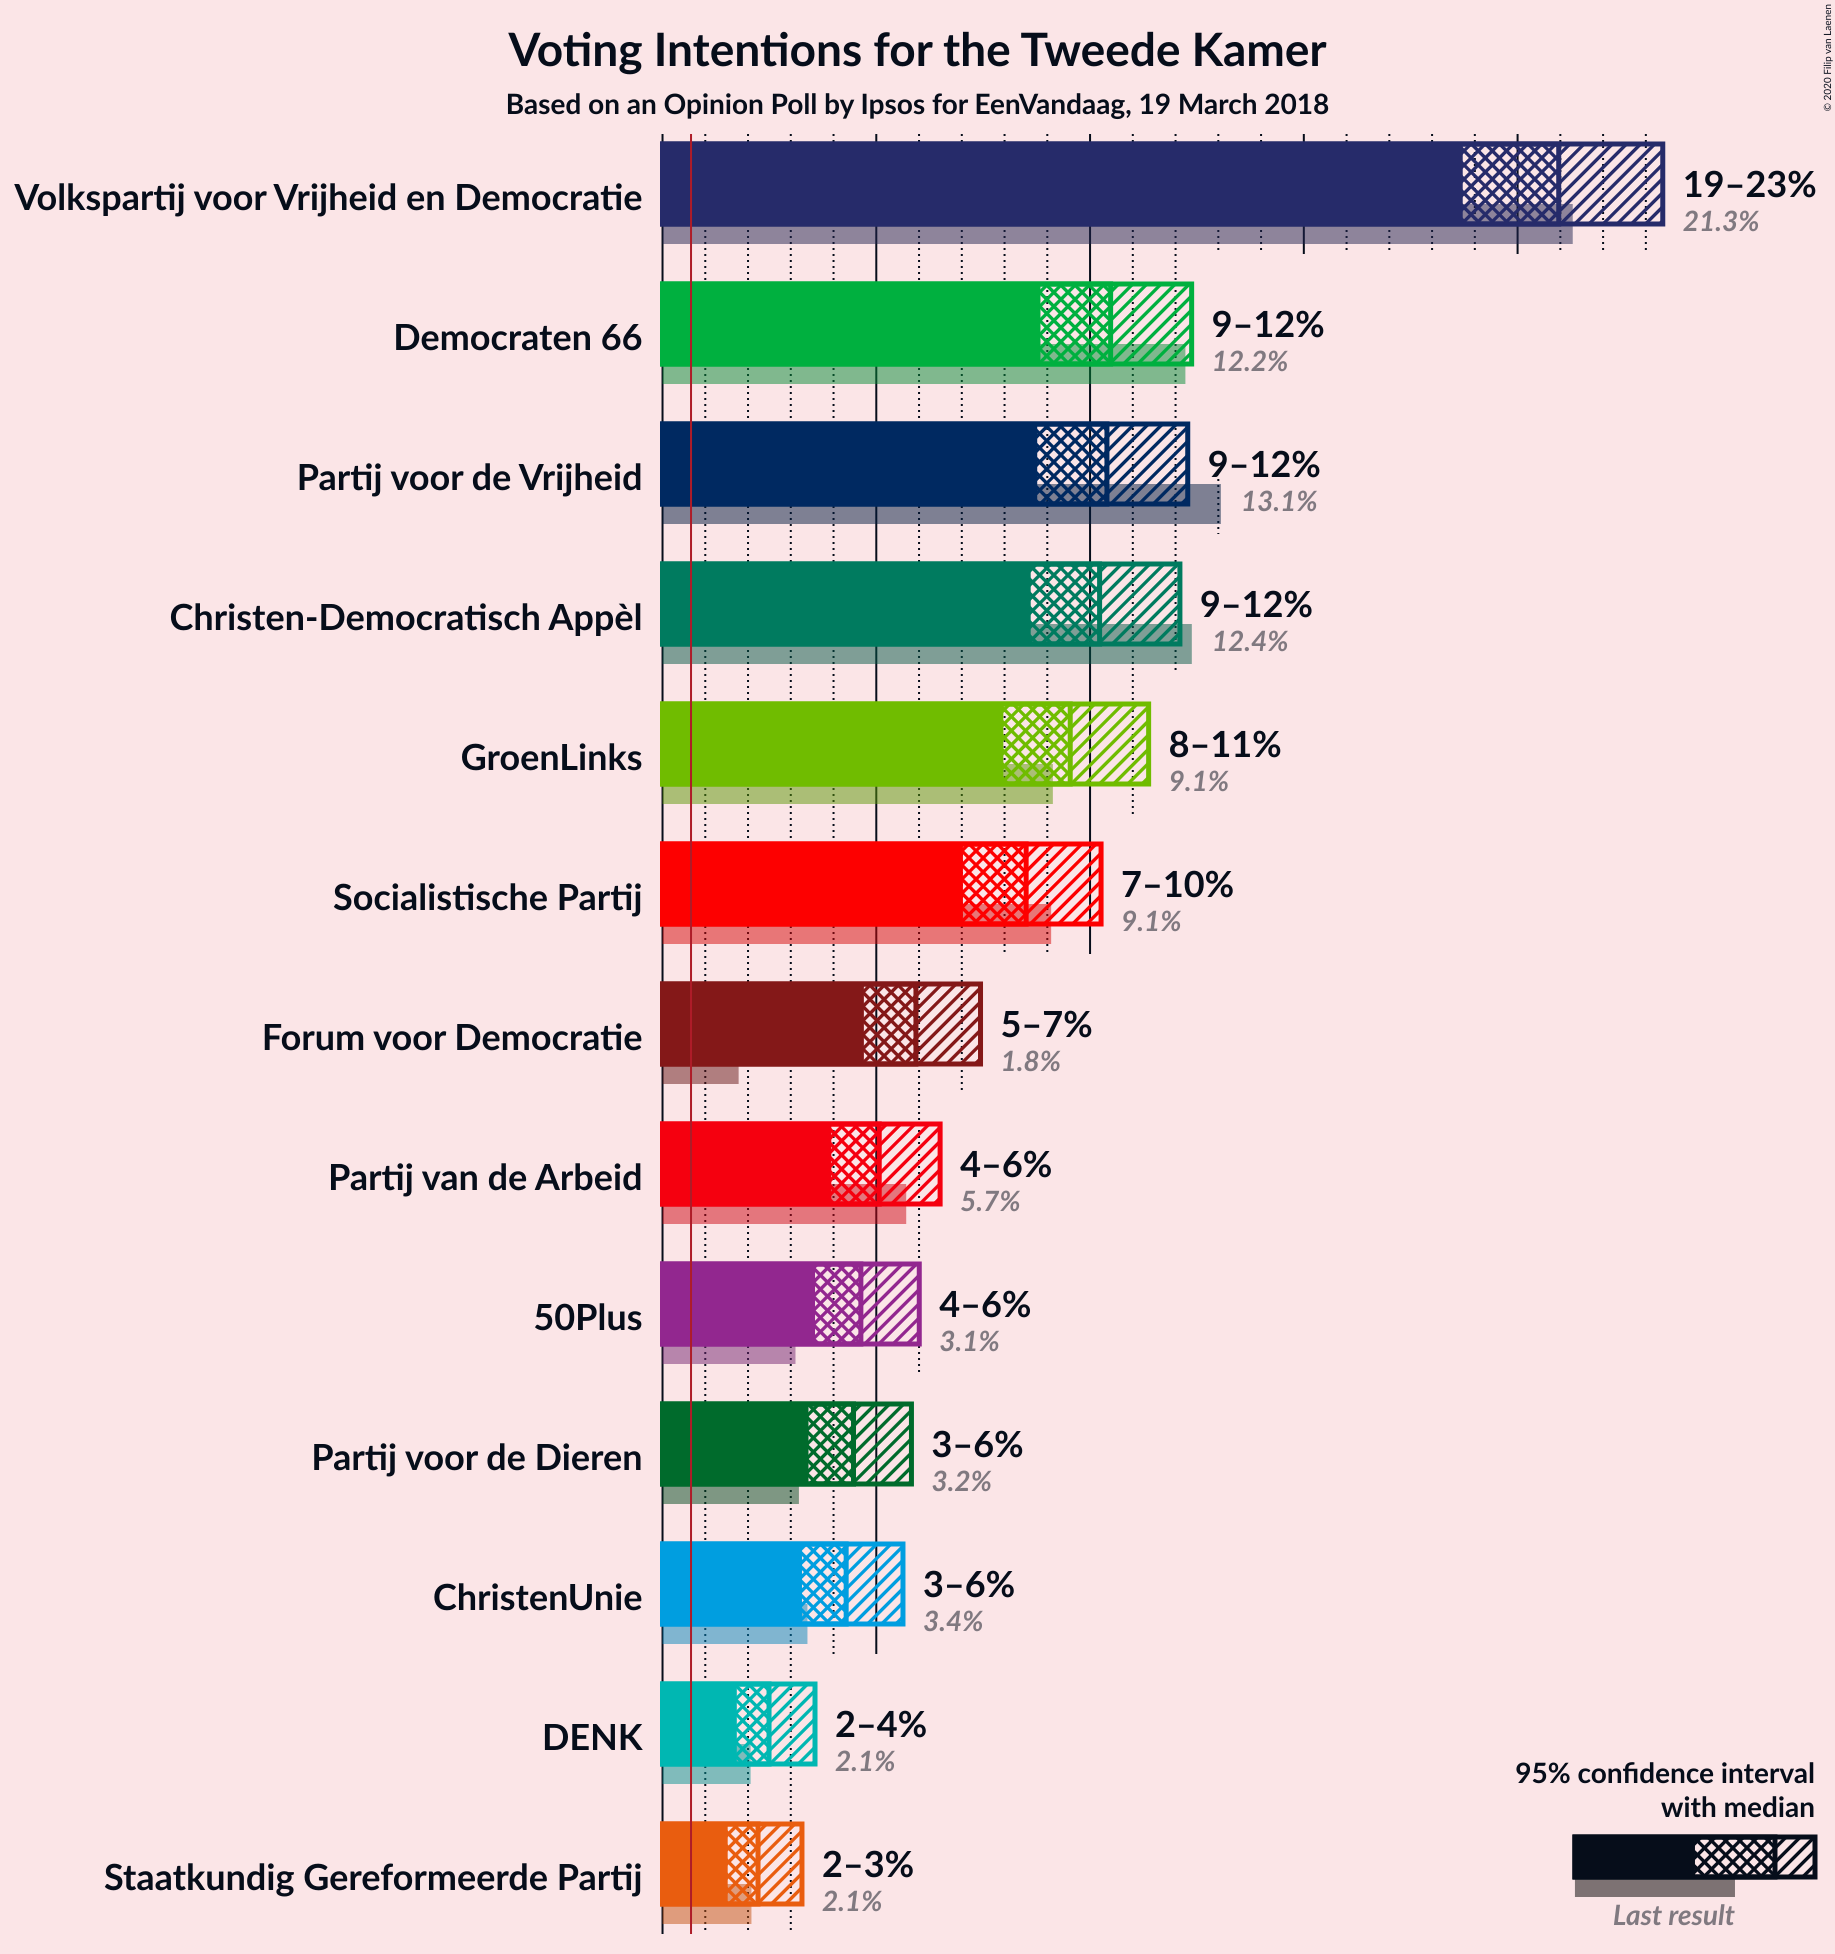 Voting Intentions for the Tweede Kamer
Based on an Opinion Poll by Ipsos for EenVandaag, 19 March 2018
© 2020 Filip van Laenen
Volkspartij voor Vrijheid en Democratie
19–23%
21.3%
Democraten 66
9–12%
12.2%
Partij voor de Vrijheid
9–12%
13.1%
Christen-Democratisch Appèl
9–12%
12.4%
GroenLinks
8–11%
9.1%
Socialistische Partij
7–10%
9.1%
Forum voor Democratie
5–7%
1.8%
Partij van de Arbeid
4–6%
5.7%
50Plus
4–6%
3.1%
Partij voor de Dieren
3–6%
3.2%
ChristenUnie
3–6%
3.4%
DENK
2–4%
2.1%
Staatkundig Gereformeerde Partij
2–3%
2.1%
95% confidence interval
with median
Last result